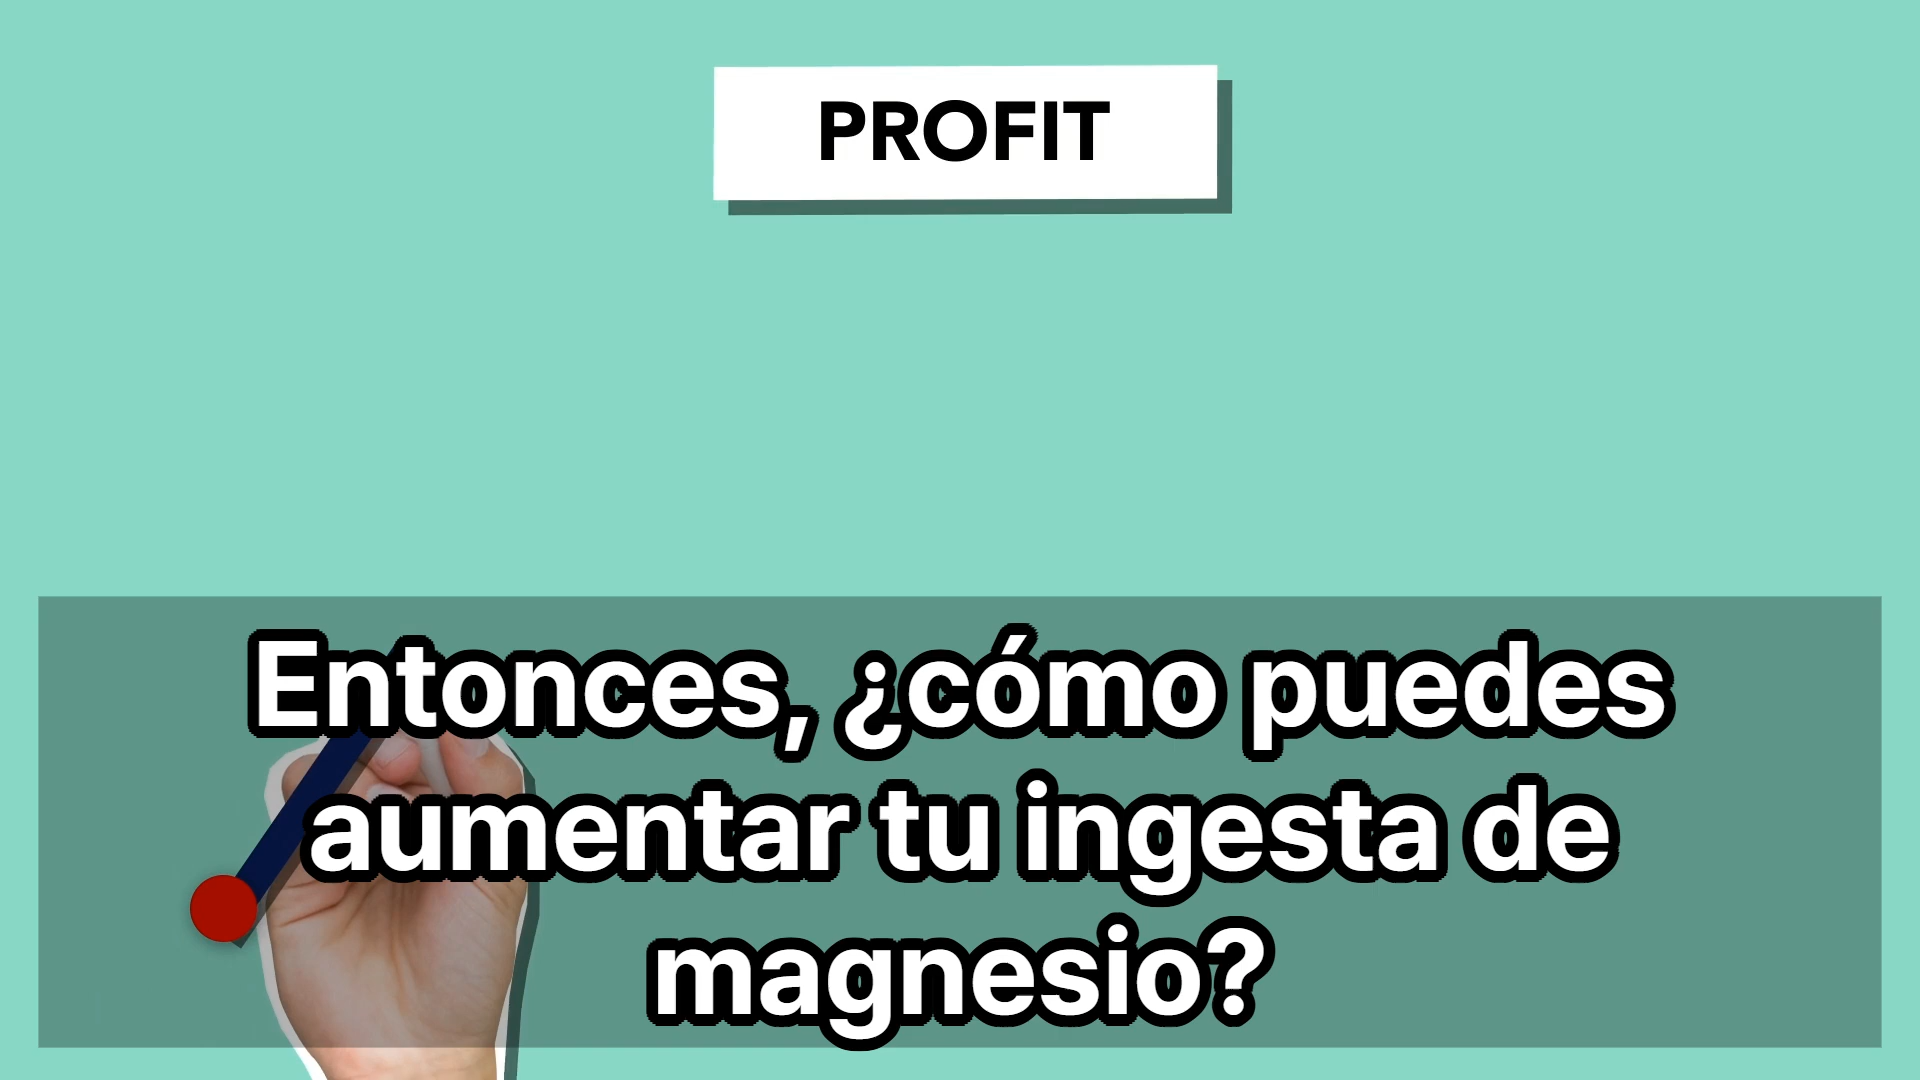 PROFIT
Entonces, ¿cómo puedes
aumentar tu ingesta de
magnesio?